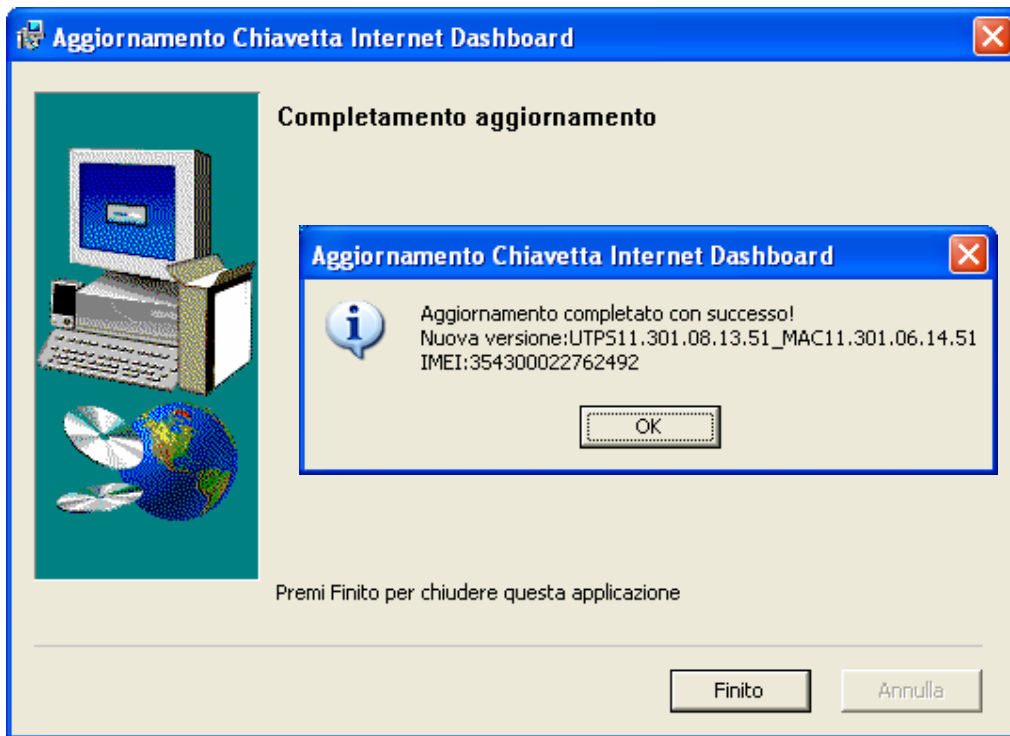 Aggiornamento Chiavetta Internet Dashboard
Completamento aggiornamento
Aggiornamento Chiavetta Internet Dashboard
Aggiornamento completato con successo!
Nuova versione:UTPS11.301.08.13.51_MAC11.301.06.14.51
IMEI:354300022762492
OK
Premi Finito per chiudere questa applicazione
Finito
Annulla